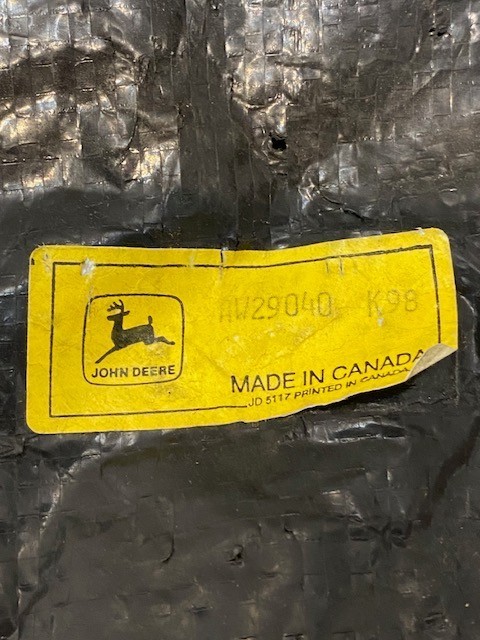 AW29040 K98
JOHN DEERE
MADE IN CANADA
JD 5117 PRINTED IN CANADA